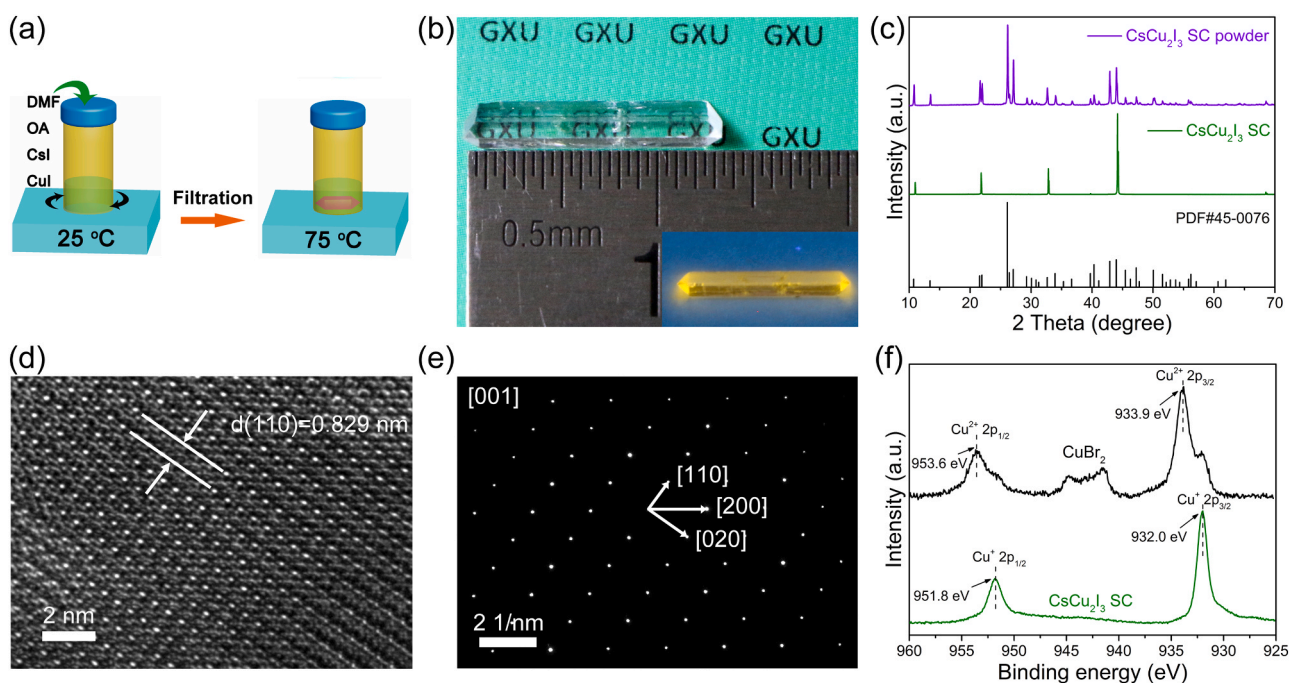 (a)
DMF
OA
CsI
CuI
25 °C
Filtration
75 °C
(b)
GXU GXU GXU GXU
GXU GXU GXU GXU
0.5mm
1
(c)
Intensity (a.u.)
CsCu₂I₃ SC powder
CsCu₂I₃ SC
PDF#45-0076
10 20 30 40 50 60 70
2 Theta (degree)
(d)
d(110)=0.829 nm
2 nm
(e)
[001]
[110]
[200]
[020]
2 1/nm
(f)
Intensity (a.u.)
Cu²⁺ 2p₃/₂
933.9 eV
Cu²⁺ 2p₁/₂
953.6 eV
CuBr₂
Cu⁺ 2p₃/₂
932.0 eV
Cu⁺ 2p₁/₂
951.8 eV
CsCu₂I₃ SC
960 955 950 945 940 935 930 925
Binding energy (eV)